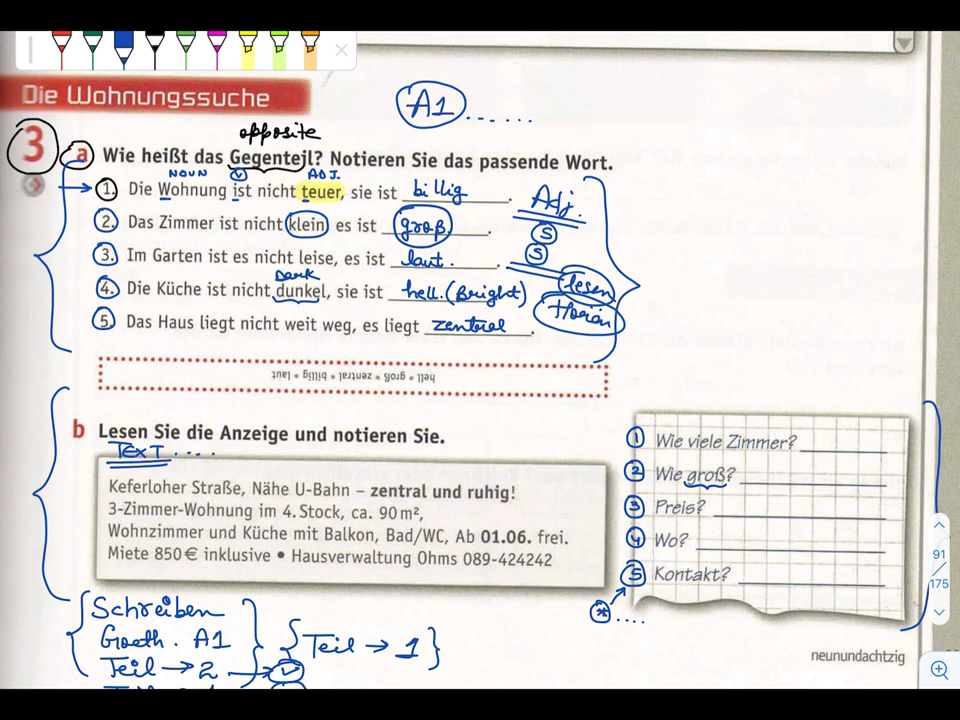 Die Wohnungssuche
A1......
opposite
3 a Wie heißt das Gegenteil? Notieren Sie das passende Wort.
NOUN V ADJ.
1. Die Wohnung ist nicht teuer, sie ist billig.
Adj.
2. Das Zimmer ist nicht klein es ist groß.
S
3. Im Garten ist es nicht leise, es ist laut.
S
Dark
lesen
4. Die Küche ist nicht dunkel, sie ist hell. (Bright)
Hören
5. Das Haus liegt nicht weit weg, es liegt zentral.
hell • groß • zentral • billig • laut
b Lesen Sie die Anzeige und notieren Sie.
TEXT....
Keferloher Straße, Nähe U-Bahn – zentral und ruhig!
3-Zimmer-Wohnung im 4. Stock, ca. 90 m²,
Wohnzimmer und Küche mit Balkon, Bad/WC, Ab 01.06. frei.
Miete 850 € inklusive • Hausverwaltung Ohms 089-424242
1 Wie viele Zimmer?
2 Wie groß?
3 Preis?
4 Wo?
5 Kontakt?
*....
91
/
175
Schreiben
Goeth. A1
Teil → 2 → v
Teil → 1
neunundachtzig